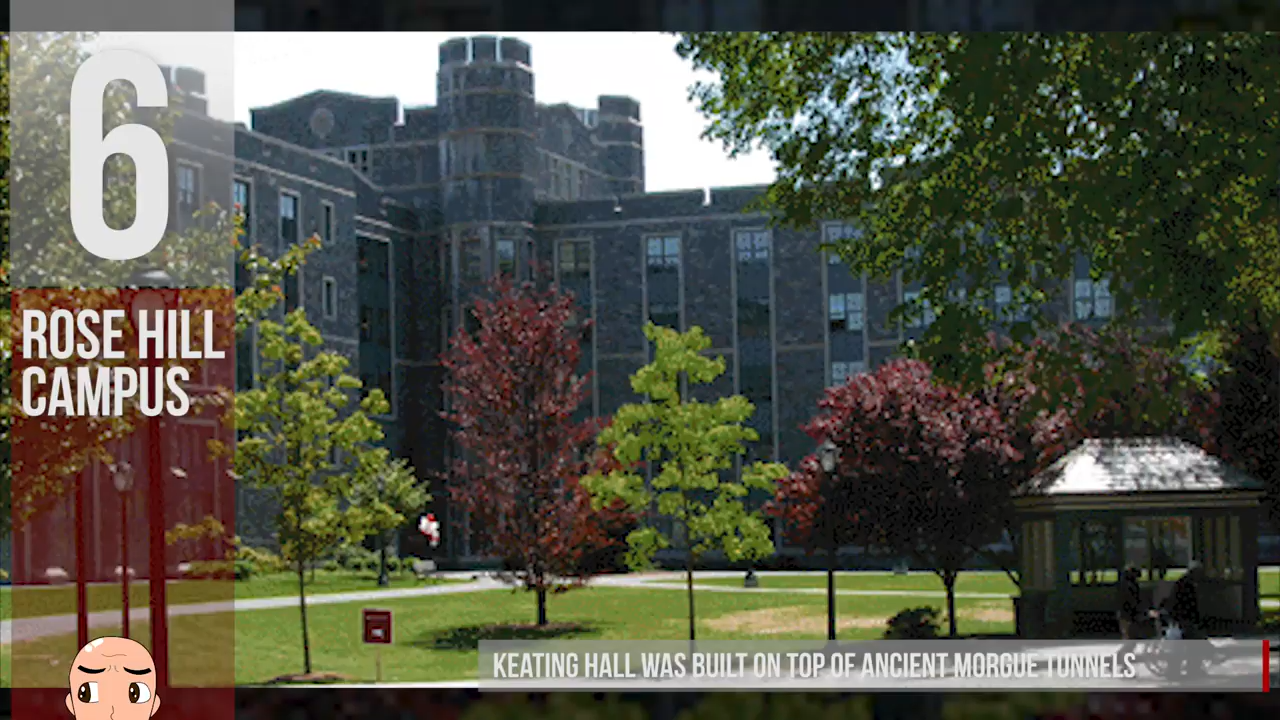 6
ROSE HILL
CAMPUS
KEATING HALL WAS BUILT ON TOP OF ANCIENT MORGUE TUNNELS